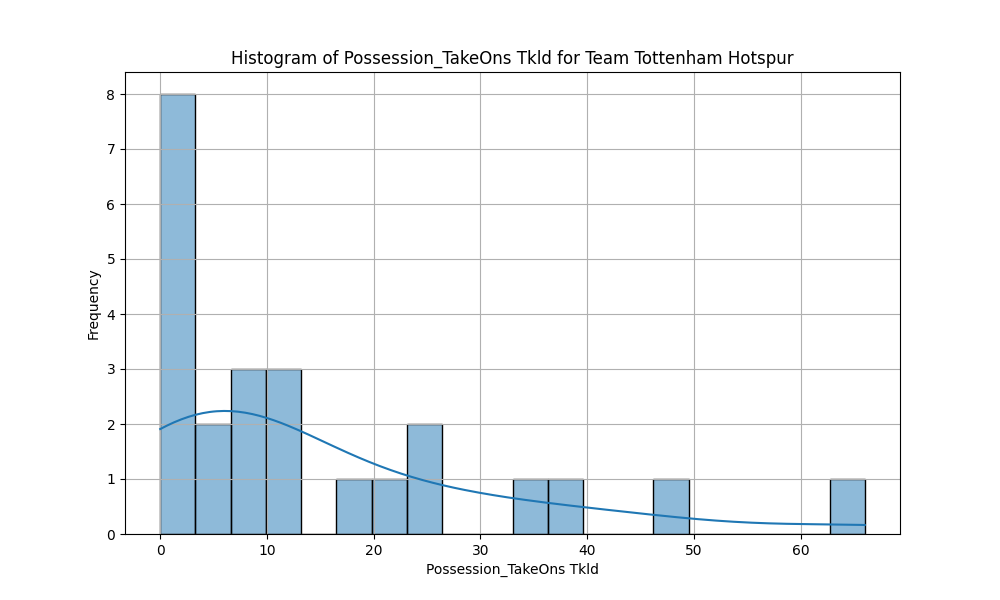 Histogram of Possession_TakeOns Tkld for Team Tottenham Hotspur
8
7
6
5
4
3
2
1
0
Frequency
0 10 20 30 40 50 60
Possession_TakeOns Tkld